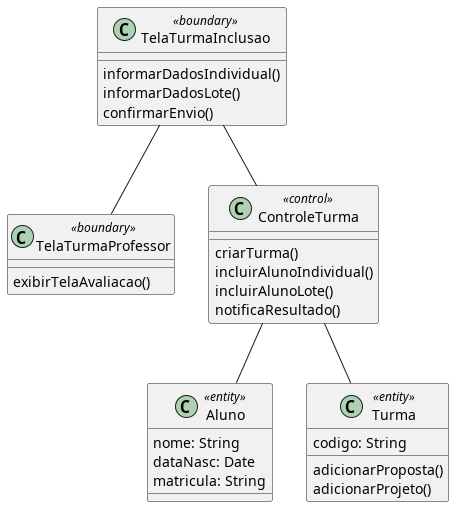 C
«boundary»
TelaTurmaInclusao
informarDadosIndividual()
informarDadosLote()
confirmarEnvio()
C
«boundary»
TelaTurmaProfessor
exibirTelaAvaliacao()
C
«control»
ControleTurma
criarTurma()
incluirAlunoIndividual()
incluirAlunoLote()
notificaResultado()
C
«entity»
Aluno
nome: String
dataNasc: Date
matricula: String
C
«entity»
Turma
codigo: String
adicionarProposta()
adicionarProjeto()